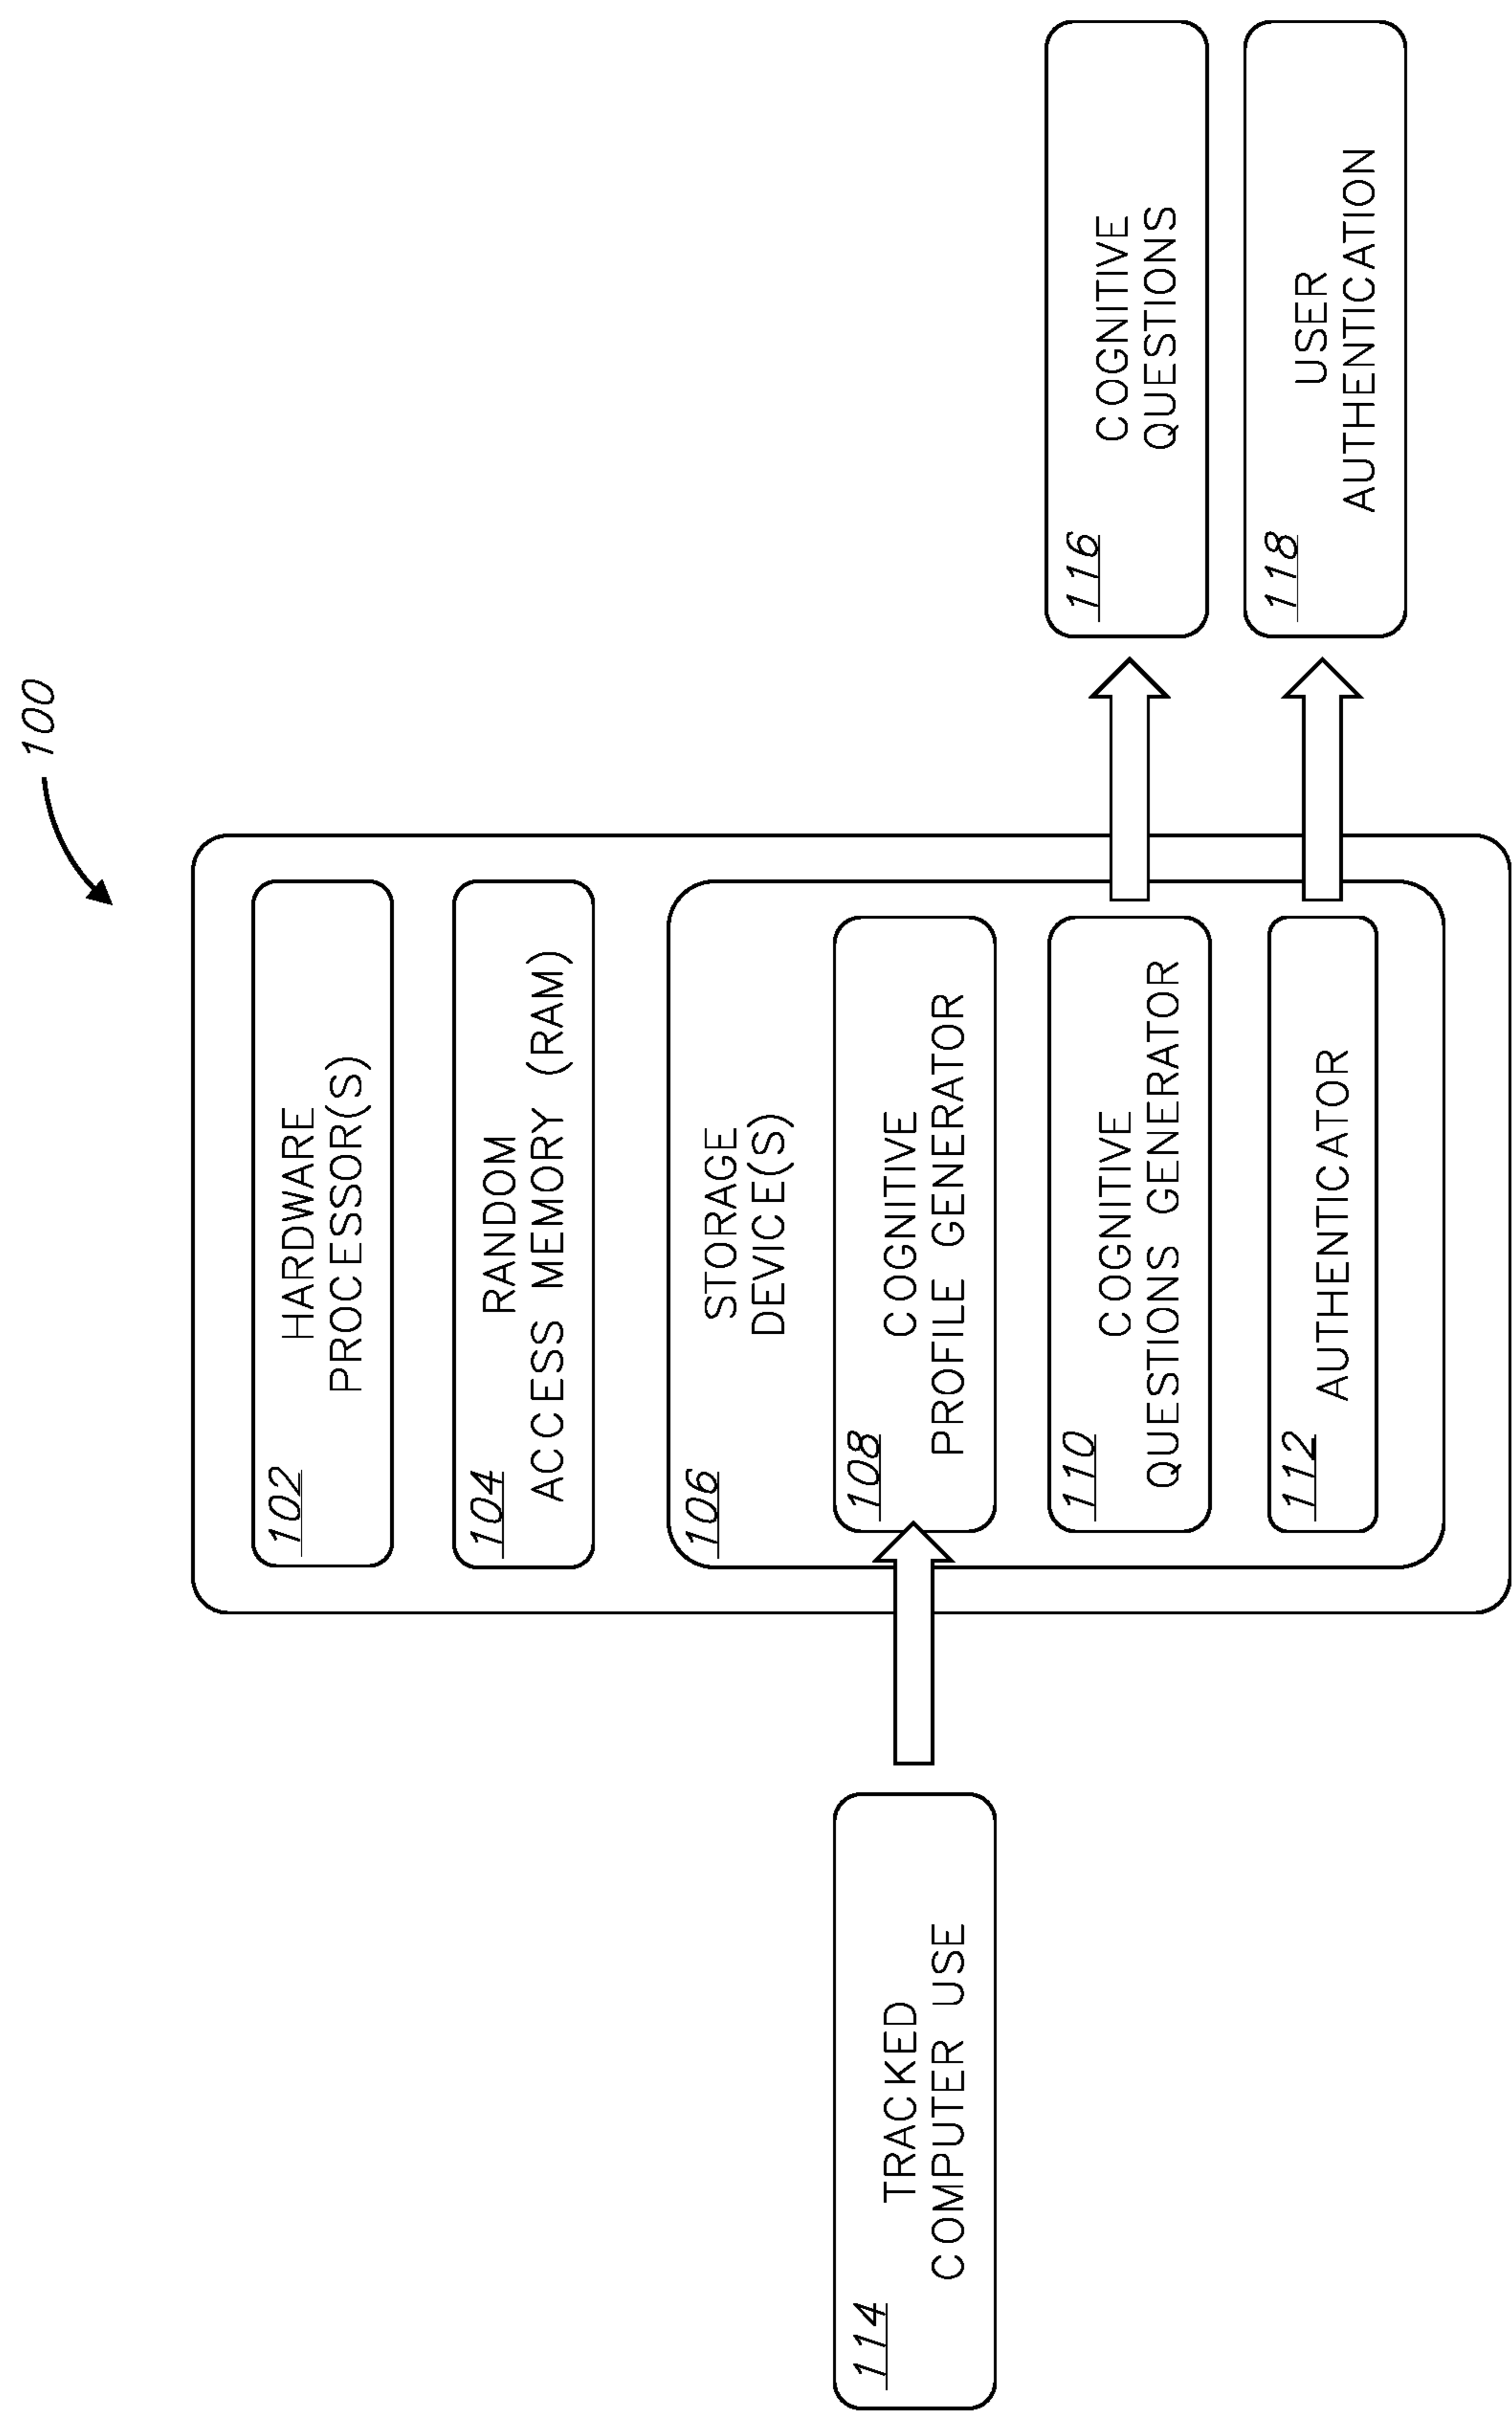 100
102
HARDWARE
PROCESSOR(S)
104
RANDOM
ACCESS MEMORY (RAM)
106
STORAGE
DEVICE(S)
108
COGNITIVE
PROFILE GENERATOR
110
COGNITIVE
QUESTIONS GENERATOR
112
AUTHENTICATOR
114
TRACKED
COMPUTER USE
116
COGNITIVE
QUESTIONS
118
USER
AUTHENTICATION